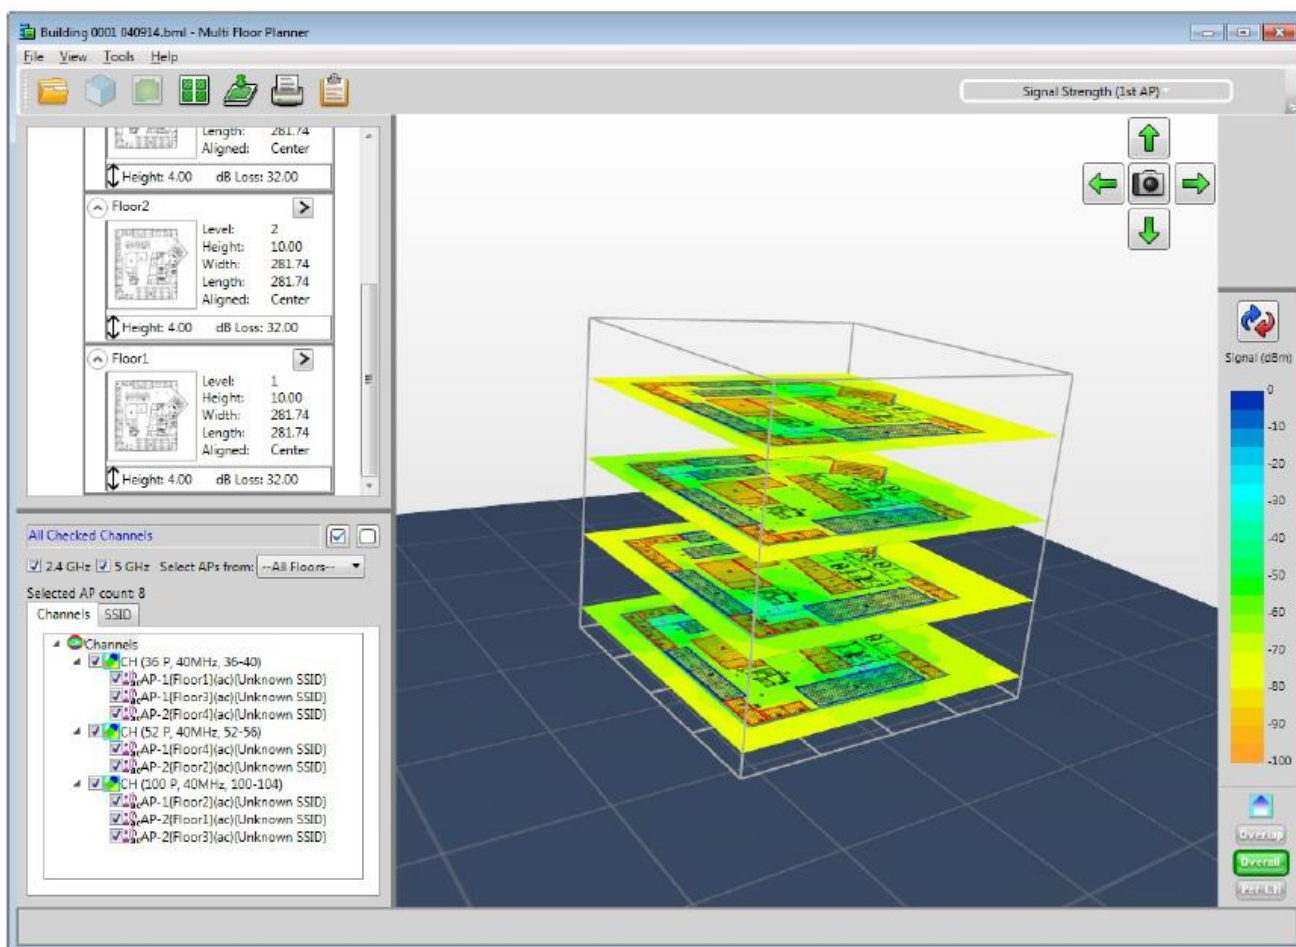 Building 0001 040914.bml - Multi Floor Planner
File View Tools Help
Signal Strength (1st AP)
Length: 281.74
Aligned: Center
Height: 4.00 dB Loss: 32.00
Floor2
Level: 2
Height: 10.00
Width: 281.74
Length: 281.74
Aligned: Center
Height: 4.00 dB Loss: 32.00
Floor1
Level: 1
Height: 10.00
Width: 281.74
Length: 281.74
Aligned: Center
Height: 4.00 dB Loss: 32.00
All Checked Channels
2.4 GHz 5 GHz Select APs from: --All Floors--
Selected AP count: 8
Channels SSID
Channels
CH (36 P, 40MHz, 36-40)
AP-1(Floor1)(ac)(Unknown SSID)
AP-1(Floor3)(ac)(Unknown SSID)
AP-2(Floor4)(ac)(Unknown SSID)
CH (52 P, 40MHz, 52-56)
AP-1(Floor4)(ac)(Unknown SSID)
AP-2(Floor2)(ac)(Unknown SSID)
CH (100 P, 40MHz, 100-104)
AP-1(Floor2)(ac)(Unknown SSID)
AP-2(Floor1)(ac)(Unknown SSID)
AP-2(Floor3)(ac)(Unknown SSID)
Signal (dBm)
0
-10
-20
-30
-40
-50
-60
-70
-80
-90
-100
Overlap
Overall
Per CH